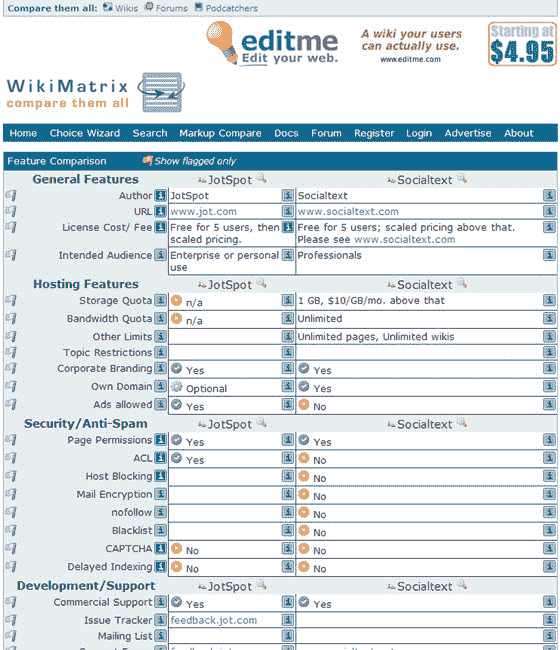 Compare them all: Wikis Forums Podcatchers
editme
Edit your web.
A wiki your users
can actually use.
www.editme.com
Starting at
$4.95
WikiMatrix
compare them all
Home Choice Wizard Search Markup Compare Docs Forum Register Login Advertise About
Feature Comparison Show flagged only
General Features JotSpot Socialtext
Author JotSpot Socialtext
URL www.jot.com www.socialtext.com
License Cost/ Fee Free for 5 users, then Free for 5 users; scaled pricing above that.
scaled pricing. Please see www.socialtext.com
Intended Audience Enterprise or personal Professionals
use
Hosting Features JotSpot Socialtext
Storage Quota n/a 1 GB, $10/GB/mo. above that
Bandwidth Quota n/a Unlimited
Other Limits Unlimited pages, Unlimited wikis
Topic Restrictions
Corporate Branding Yes Yes
Own Domain Optional Yes
Ads allowed Yes No
Security/Anti-Spam JotSpot Socialtext
Page Permissions Yes Yes
ACL Yes No
Host Blocking No
Mail Encryption No
nofollow No
Blacklist No
CAPTCHA No No
Delayed Indexing No No
Development/Support JotSpot Socialtext
Commercial Support Yes Yes
Issue Tracker feedback.jot.com
Mailing List